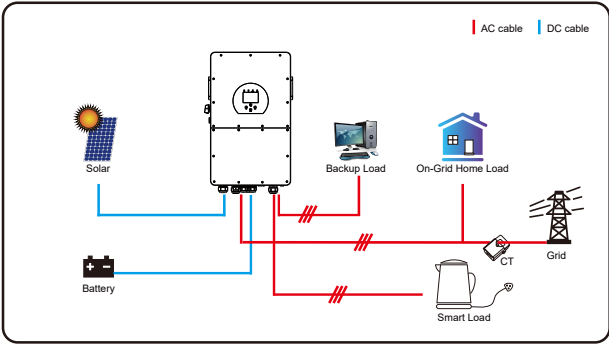 AC cable
DC cable
Solar
Backup Load
On-Grid Home Load
CT
Grid
Battery
Smart Load